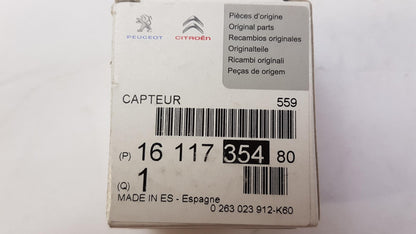 PEUGEOT
CITROËN
Pièces d'origine
Original parts
Recambios originales
Originalteile
Ricambi originali
Peças de origem
CAPTEUR 559
(P) 16 117 354 80
(Q) 1
MADE IN ES - Espagne
0 263 023 912-K60